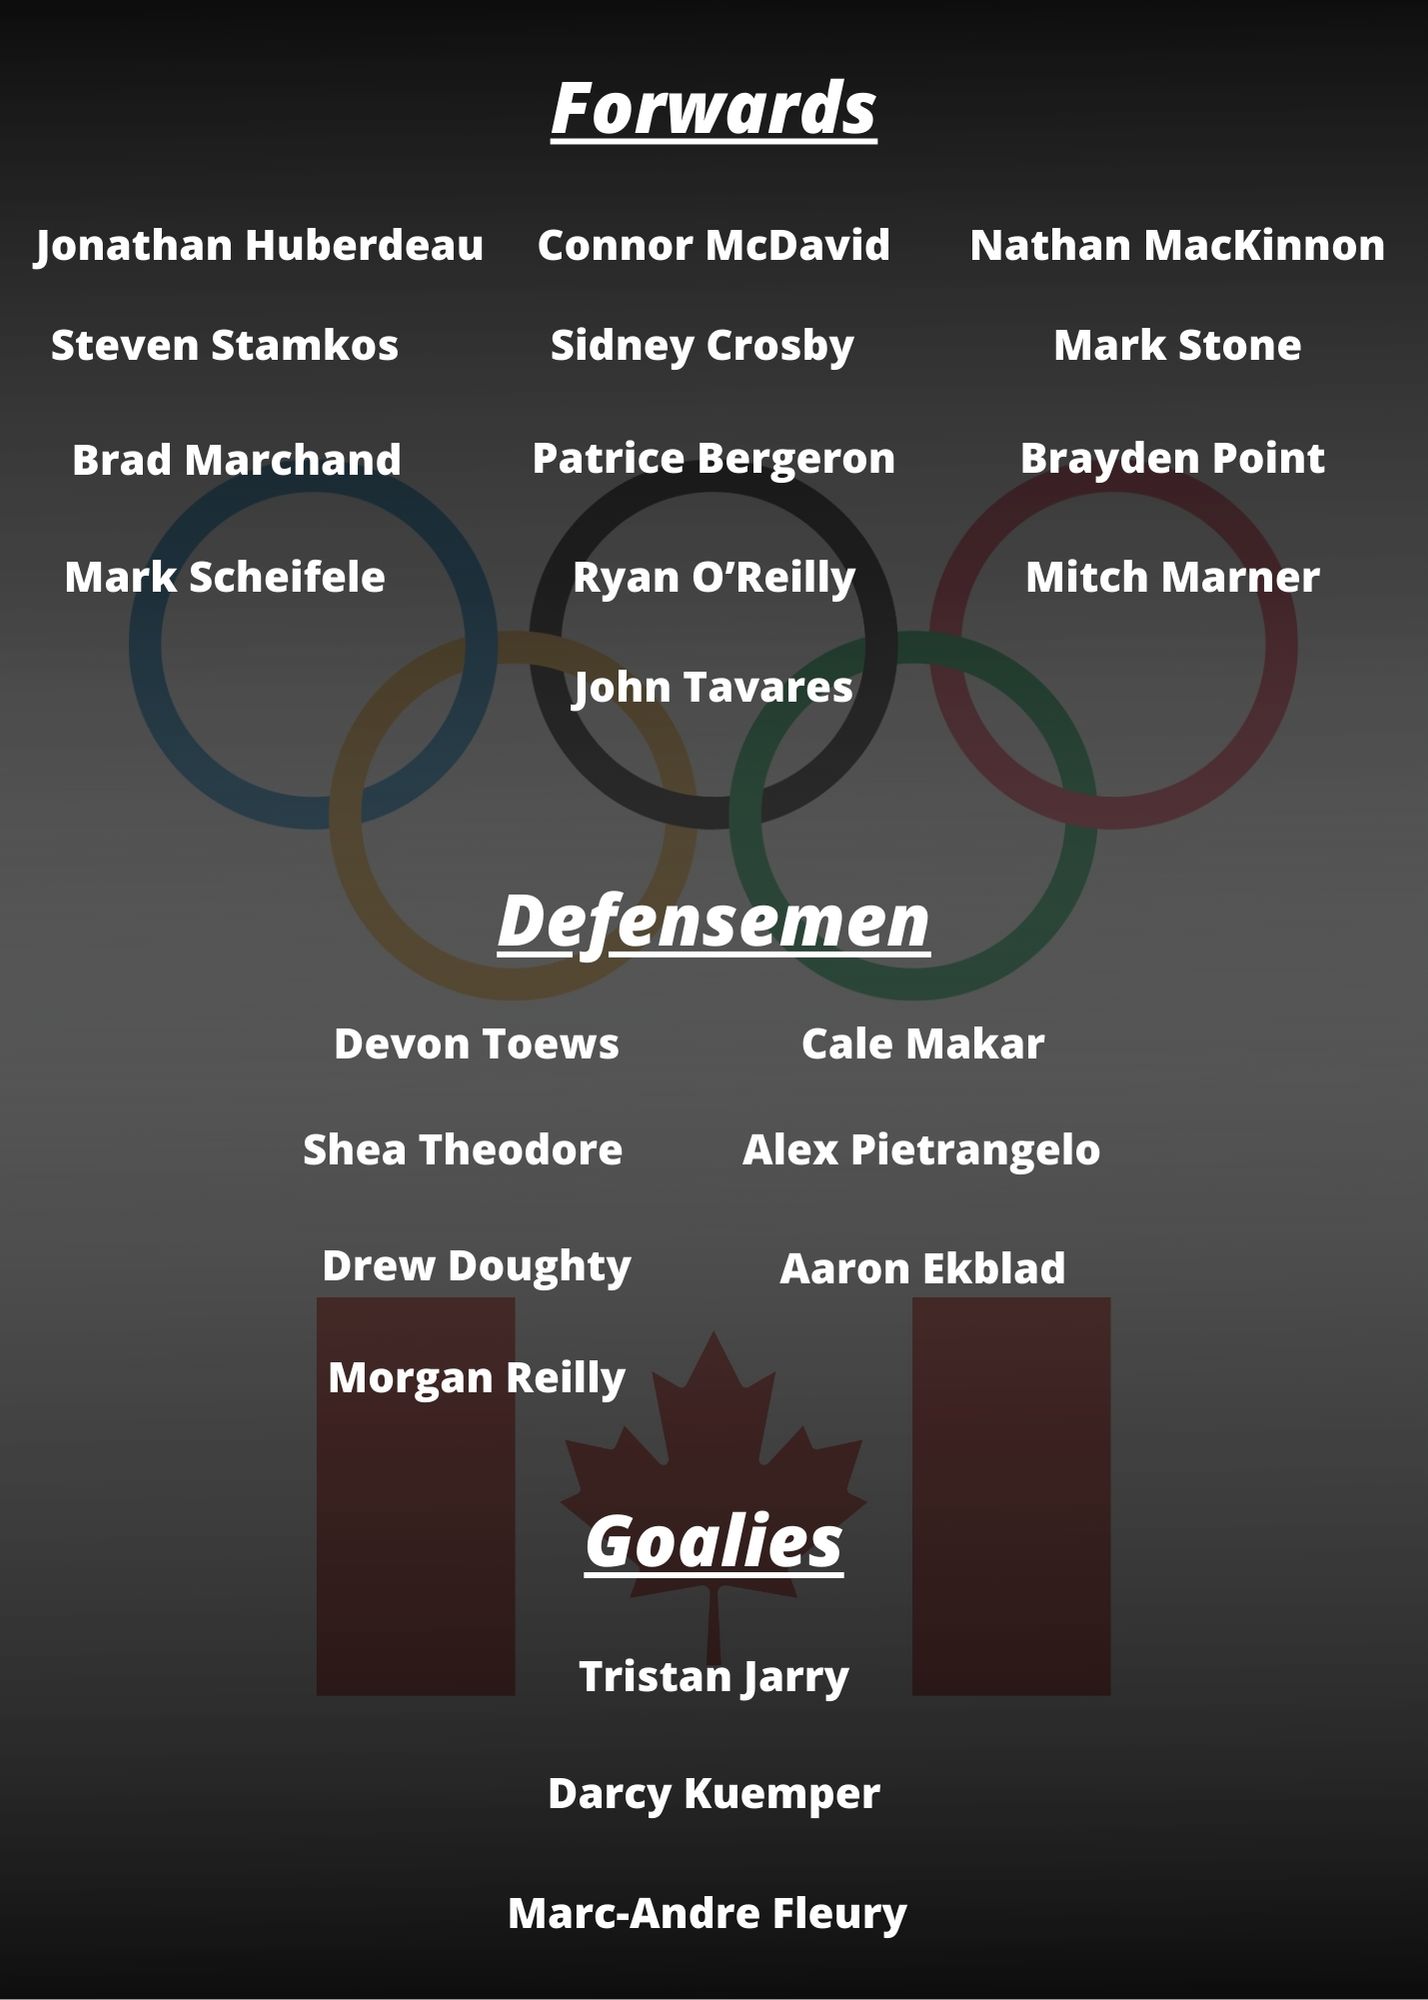 Forwards
Jonathan Huberdeau Connor McDavid Nathan MacKinnon
Steven Stamkos Sidney Crosby Mark Stone
Brad Marchand Patrice Bergeron Brayden Point
Mark Scheifele Ryan O’Reilly Mitch Marner
John Tavares
Defensemen
Devon Toews Cale Makar
Shea Theodore Alex Pietrangelo
Drew Doughty Aaron Ekblad
Morgan Reilly
Goalies
Tristan Jarry
Darcy Kuemper
Marc-Andre Fleury